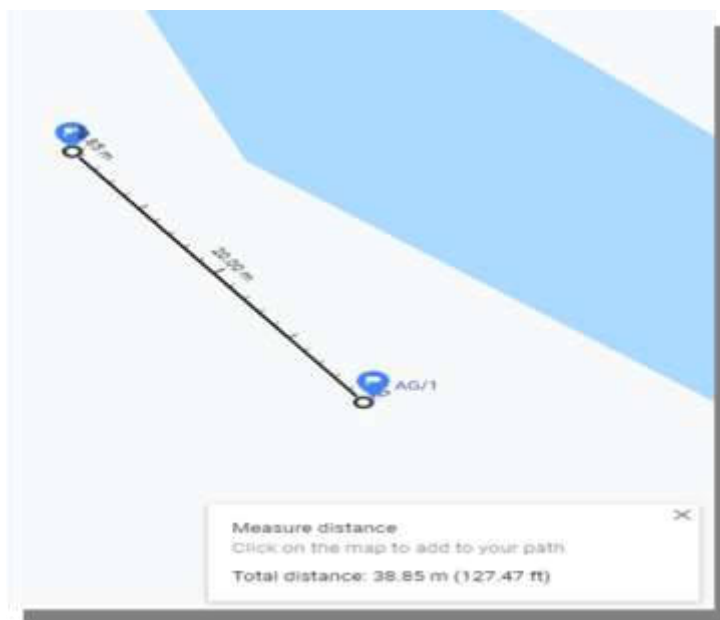 85 m
20.00 m
AG/1
Measure distance
Click on the map to add to your path
Total distance: 38.85 m (127.47 ft)